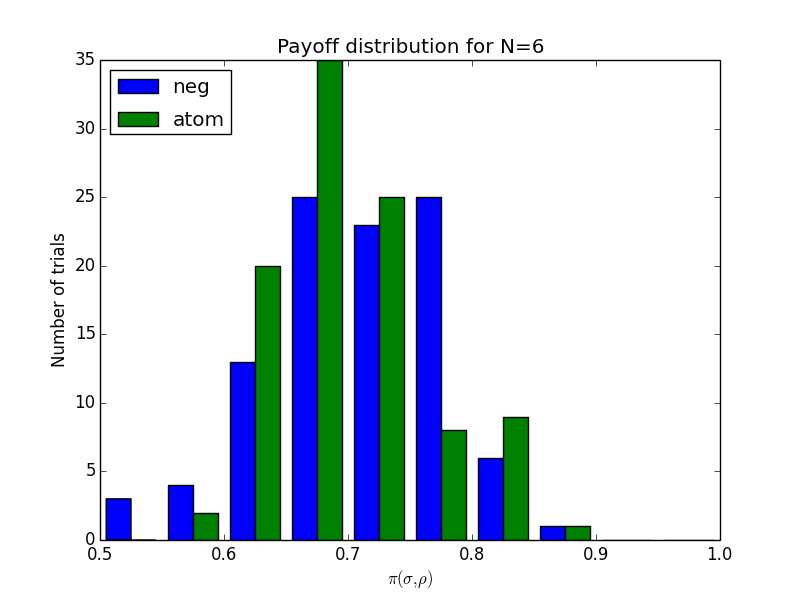 Payoff distribution for N=6
neg
atom
35
30
25
20
15
10
5
0
Number of trials
0.5 0.6 0.7 0.8 0.9 1.0
π(σ,ρ)